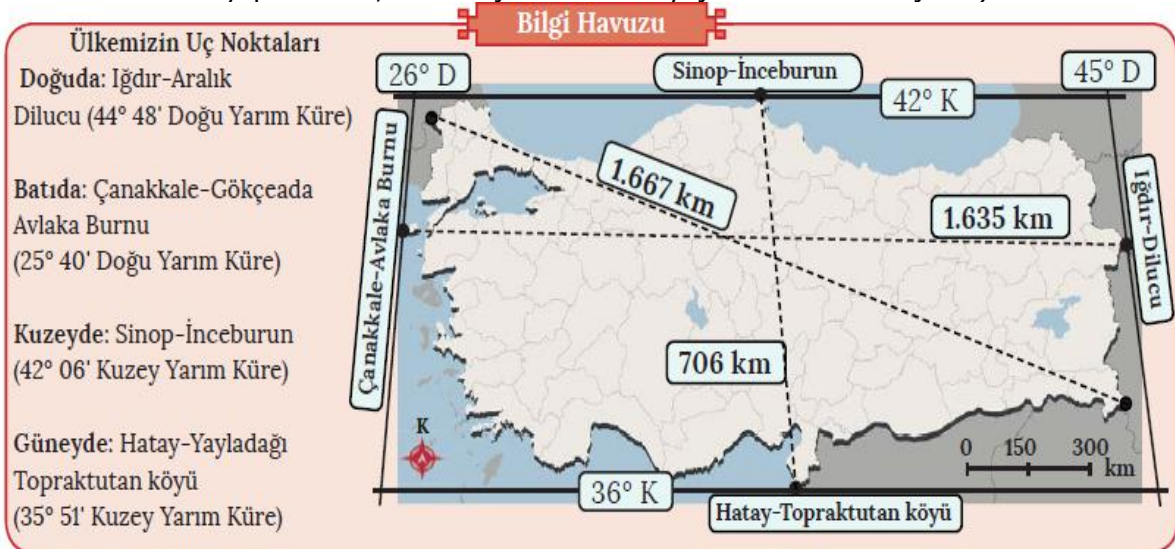 Bilgi Havuzu
Ülkemizin Uç Noktaları
Doğuda: Iğdır-Aralık
Dilucu (44° 48' Doğu Yarım Küre)
Batıda: Çanakkale-Gökçeada
Avlaka Burnu
(25° 40' Doğu Yarım Küre)
Kuzeyde: Sinop-İnceburun
(42° 06' Kuzey Yarım Küre)
Güneyde: Hatay-Yayladağı
Topraktutan köyü
(35° 51' Kuzey Yarım Küre)
26° D
Sinop-İnceburun
45° D
42° K
Çanakkale-Avlaka Burnu
1.667 km
1.635 km
Iğdır-Dilucu
706 km
K
0 150 300
km
36° K
Hatay-Topraktutan köyü